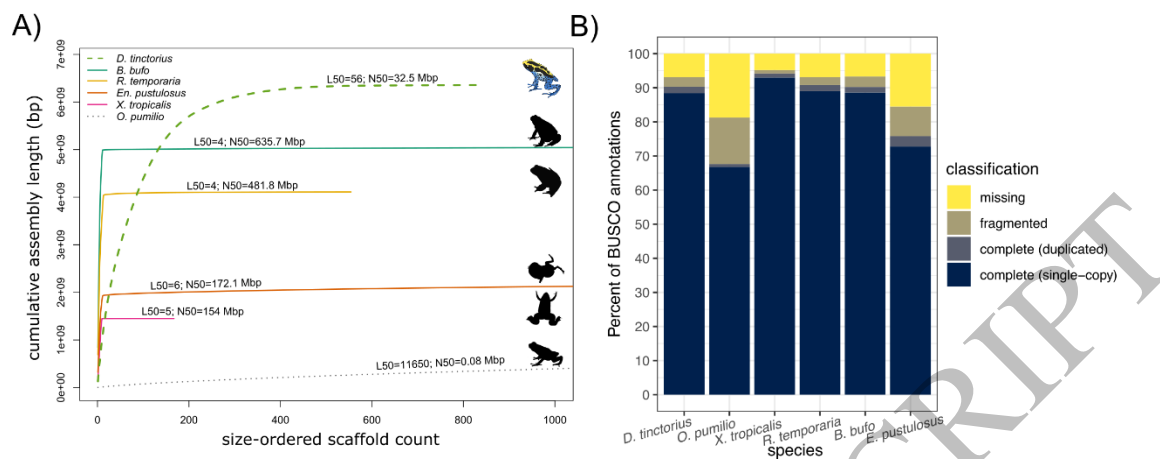 A)
B)
cumulative assembly length (bp)
7e+09
6e+09
5e+09
4e+09
3e+09
2e+09
1e+09
0e+00
D. tinctorius
B. bufo
R. temporaria
En. pustulosus
X. tropicalis
O. pumilio
L50=56; N50=32.5 Mbp
L50=4; N50=635.7 Mbp
L50=4; N50=481.8 Mbp
L50=6; N50=172.1 Mbp
L50=5; N50=154 Mbp
L50=11650; N50=0.08 Mbp
0
200
400
600
800
1000
size-ordered scaffold count
Percent of BUSCO annotations
100
90
80
70
60
50
40
30
20
10
0
D. tinctorius
O. pumilio
X. tropicalis
R. temporaria
B. bufo
E. pustulosus
species
classification
missing
fragmented
complete (duplicated)
complete (single−copy)
CRIPT